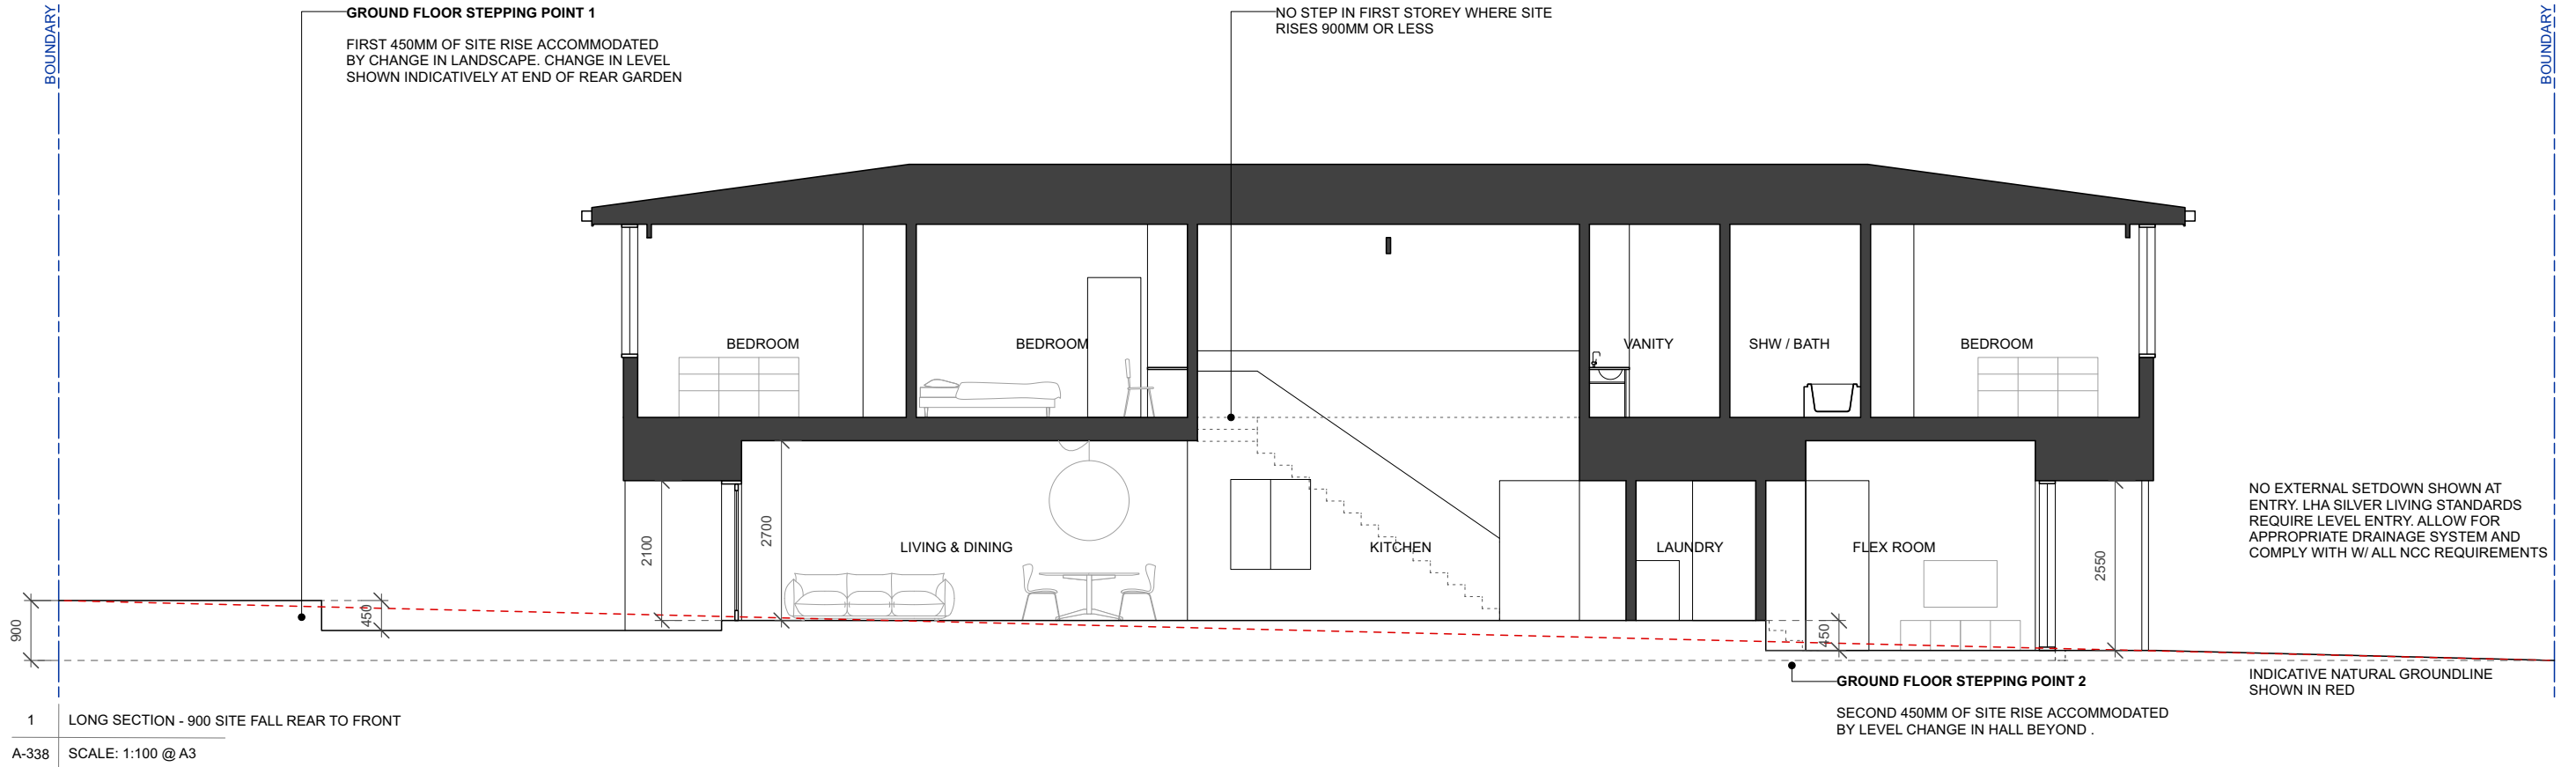 BOUNDARY
GROUND FLOOR STEPPING POINT 1
FIRST 450MM OF SITE RISE ACCOMMODATED
BY CHANGE IN LANDSCAPE. CHANGE IN LEVEL
SHOWN INDICATIVELY AT END OF REAR GARDEN
NO STEP IN FIRST STOREY WHERE SITE
RISES 900MM OR LESS
BOUNDARY
BEDROOM
BEDROOM
VANITY
SHW / BATH
BEDROOM
2100
2700
LIVING & DINING
KITCHEN
LAUNDRY
FLEX ROOM
2550
NO EXTERNAL SETDOWN SHOWN AT
ENTRY. LHA SILVER LIVING STANDARDS
REQUIRE LEVEL ENTRY. ALLOW FOR
APPROPRIATE DRAINAGE SYSTEM AND
COMPLY WITH W/ ALL NCC REQUIREMENTS
900
450
450
GROUND FLOOR STEPPING POINT 2
SECOND 450MM OF SITE RISE ACCOMMODATED
BY LEVEL CHANGE IN HALL BEYOND .
INDICATIVE NATURAL GROUNDLINE
SHOWN IN RED
1 LONG SECTION - 900 SITE FALL REAR TO FRONT
A-338 SCALE: 1:100 @ A3